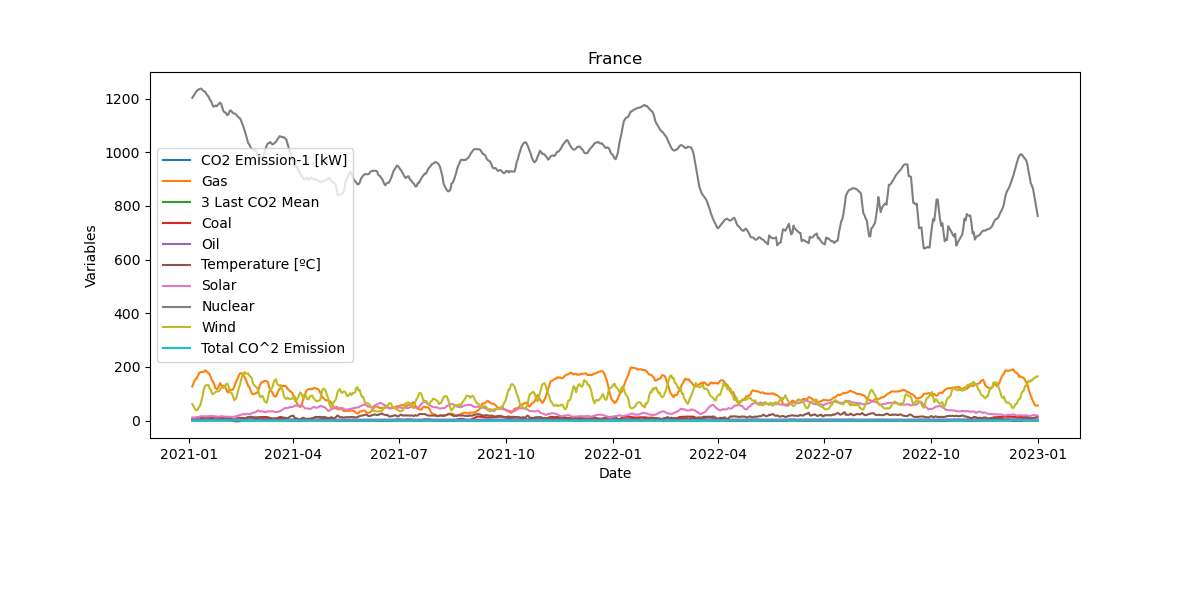 France
1200
1000
800
600
400
200
0
Variables
CO2 Emission-1 [kW]
Gas
3 Last CO2 Mean
Coal
Oil
Temperature [ºC]
Solar
Nuclear
Wind
Total CO^2 Emission
2021-01 2021-04 2021-07 2021-10 2022-01 2022-04 2022-07 2022-10 2023-01
Date